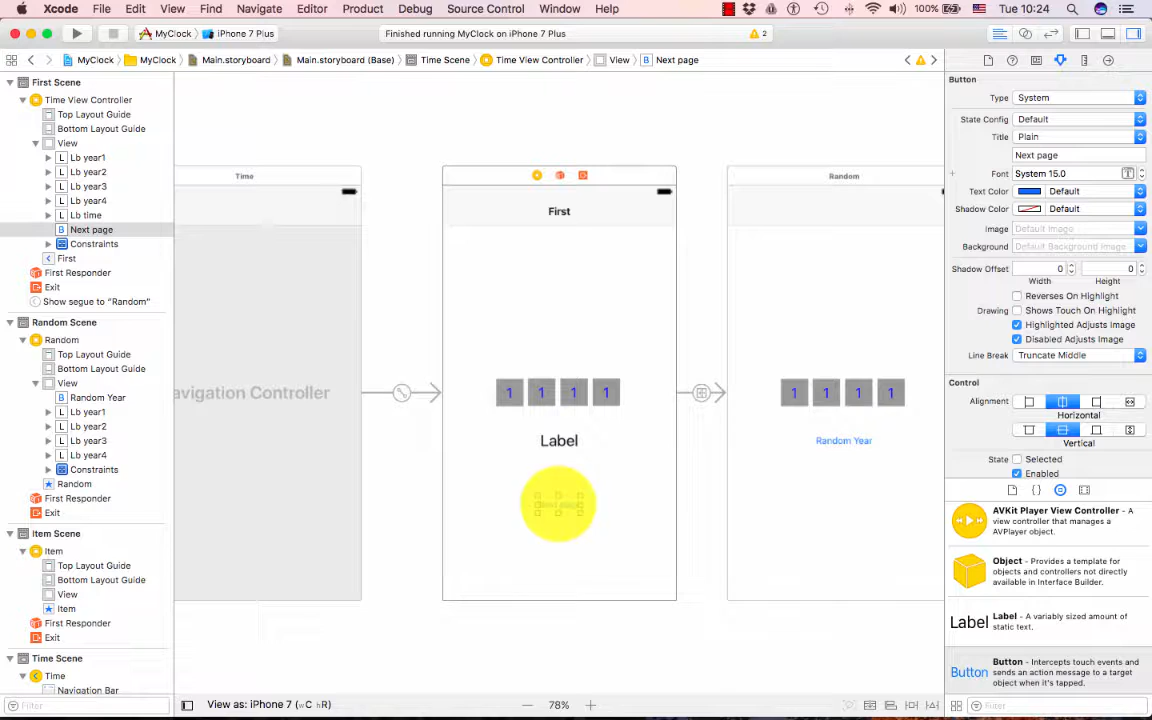 Xcode File Edit View Find Navigate Editor Product Debug Source Control Window Help 100% Tue 10:24
MyClock iPhone 7 Plus Finished running MyClock on iPhone 7 Plus 2
MyClock MyClock Main.storyboard Main.storyboard (Base) Time Scene Time View Controller View B Next page
First Scene
Time View Controller
Top Layout Guide
Bottom Layout Guide
View
L Lb year1
L Lb year2
L Lb year3
L Lb year4
L Lb time
B Next page
Constraints
First
First Responder
Exit
Show segue to "Random"
Random Scene
Random
Top Layout Guide
Bottom Layout Guide
View
B Random Year
L Lb year1
L Lb year2
L Lb year3
L Lb year4
Constraints
Random
First Responder
Exit
Item Scene
Item
Top Layout Guide
Bottom Layout Guide
View
Item
First Responder
Exit
Time Scene
Time
Navigation Bar
Filter
Time
avigation Controller
First
1 1 1 1
Label
Random
1 1 1 1
Random Year
View as: iPhone 7 (wC hR)
78%
Button
Type System
State Config Default
Title Plain
Next page
Font System 15.0 T
Text Color Default
Shadow Color Default
Image Default Image
Background Default Background Image
Shadow Offset 0 0
Width Height
Reverses On Highlight
Drawing Shows Touch On Highlight
Highlighted Adjusts Image
Disabled Adjusts Image
Line Break Truncate Middle
Control
Alignment
Horizontal
Vertical
State Selected
Enabled
AVKit Player View Controller - A
view controller that manages a
AVPlayer object.
Object - Provides a template for
objects and controllers not directly
available in Interface Builder.
Label Label - A variably sized amount of
static text.
Button Button - Intercepts touch events and
sends an action message to a target
object when it's tapped.
Filter